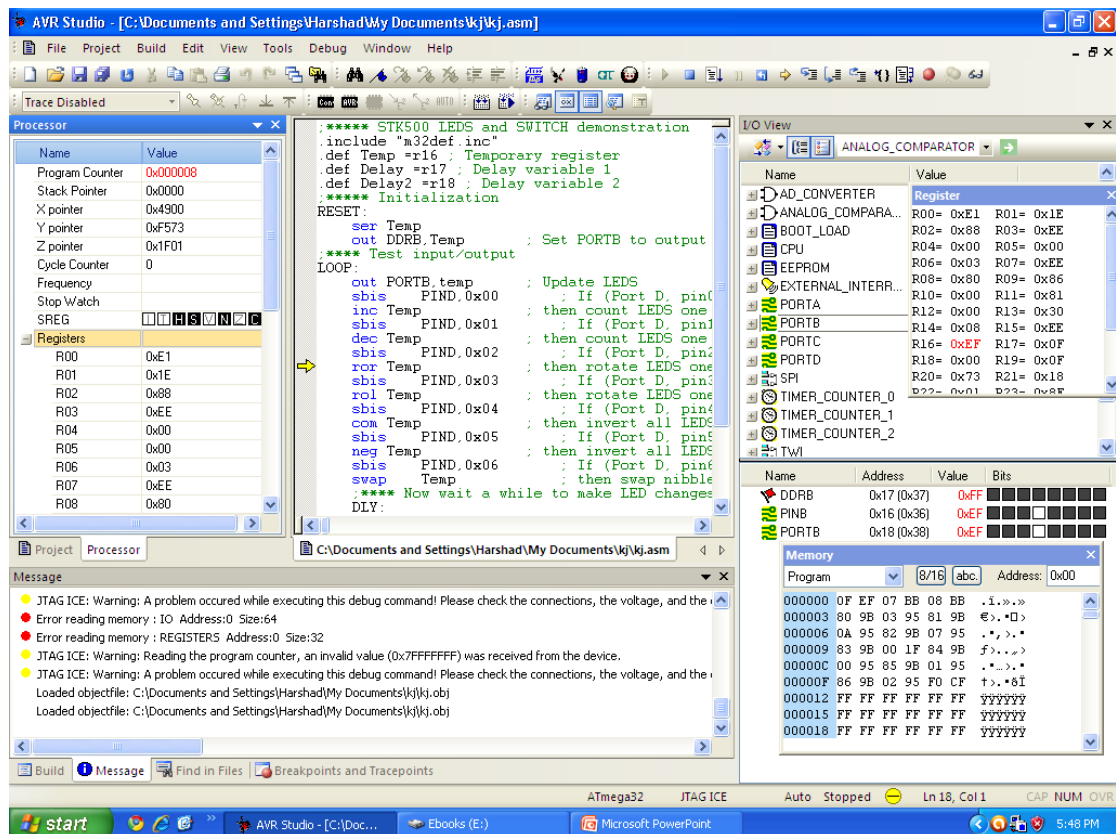 AVR Studio - [C:\Documents and Settings\Harshad\My Documents\kj\kj.asm]
File Project Build Edit View Tools Debug Window Help
Trace Disabled
Con AVR AUTO
Processor
Name Value
Program Counter 0x000008
Stack Pointer 0x0000
X pointer 0x4900
Y pointer 0xF573
Z pointer 0x1F01
Cycle Counter 0
Frequency
Stop Watch
SREG I T H S V N Z C
Registers
R00 0xE1
R01 0x1E
R02 0x88
R03 0xEE
R04 0x00
R05 0x00
R06 0x03
R07 0xEE
R08 0x80
Project Processor
;***** STK500 LEDS and SWITCH demonstration
.include "m32def.inc"
.def Temp =r16 ; Temporary register
.def Delay =r17 ; Delay variable 1
.def Delay2 =r18 ; Delay variable 2
;***** Initialization
RESET:
ser Temp
out DDRB,Temp ; Set PORTB to output
;**** Test input/output
LOOP:
out PORTB,temp ; Update LEDS
sbis PIND,0x00 ; If (Port D, pin0
inc Temp ; then count LEDS one
sbis PIND,0x01 ; If (Port D, pin1
dec Temp ; then count LEDS one
sbis PIND,0x02 ; If (Port D, pin2
ror Temp ; then rotate LEDS one
sbis PIND,0x03 ; If (Port D, pin3
rol Temp ; then rotate LEDS one
sbis PIND,0x04 ; If (Port D, pin4
com Temp ; then invert all LEDS
sbis PIND,0x05 ; If (Port D, pin5
neg Temp ; then invert all LEDS
sbis PIND,0x06 ; If (Port D, pin6
swap Temp ; then swap nibble
;**** Now wait a while to make LED changes
DLY:
C:\Documents and Settings\Harshad\My Documents\kj\kj.asm
I/O View
ANALOG_COMPARATOR
Name Value
AD_CONVERTER
ANALOG_COMPARA...
BOOT_LOAD
CPU
EEPROM
EXTERNAL_INTERR...
PORTA
PORTB
PORTC
PORTD
SPI
TIMER_COUNTER_0
TIMER_COUNTER_1
TIMER_COUNTER_2
TWI
Register
R00= 0xE1 R01= 0x1E
R02= 0x88 R03= 0xEE
R04= 0x00 R05= 0x00
R06= 0x03 R07= 0xEE
R08= 0x80 R09= 0x86
R10= 0x00 R11= 0x81
R12= 0x00 R13= 0x30
R14= 0x08 R15= 0xEE
R16= 0xEF R17= 0x0F
R18= 0x00 R19= 0x0F
R20= 0x73 R21= 0x18
R22= 0x01 R23= 0x8F
Name Address Value Bits
DDRB 0x17 (0x37) 0xFF
PINB 0x16 (0x36) 0xEF
PORTB 0x18 (0x38) 0xEF
Memory
Program 8/16 abc. Address: 0x00
000000 0F EF 07 BB 08 BB .ï.».»
000003 80 9B 03 95 81 9B €›.•□›
000006 0A 95 82 9B 07 95 .•‚›.•
000009 83 9B 00 1F 84 9B ƒ›..„›
00000C 00 95 85 9B 01 95 .•…›.•
00000F 86 9B 02 95 F0 CF †›.•ðÏ
000012 FF FF FF FF FF FF ÿÿÿÿÿÿ
000015 FF FF FF FF FF FF ÿÿÿÿÿÿ
000018 FF FF FF FF FF FF ÿÿÿÿÿÿ
Message
JTAG ICE: Warning: A problem occured while executing this debug command! Please check the connections, the voltage, and the
Error reading memory : IO Address:0 Size:64
Error reading memory : REGISTERS Address:0 Size:32
JTAG ICE: Warning: Reading the program counter, an invalid value (0x7FFFFFFF) was received from the device.
JTAG ICE: Warning: A problem occured while executing this debug command! Please check the connections, the voltage, and the
Loaded objectfile: C:\Documents and Settings\Harshad\My Documents\kj\kj.obj
Loaded objectfile: C:\Documents and Settings\Harshad\My Documents\kj\kj.obj
Build Message Find in Files Breakpoints and Tracepoints
ATmega32 JTAG ICE Auto Stopped Ln 18, Col 1 CAP NUM OVR
start AVR Studio - [C:\Doc... Ebooks (E:) Microsoft PowerPoint 5:48 PM